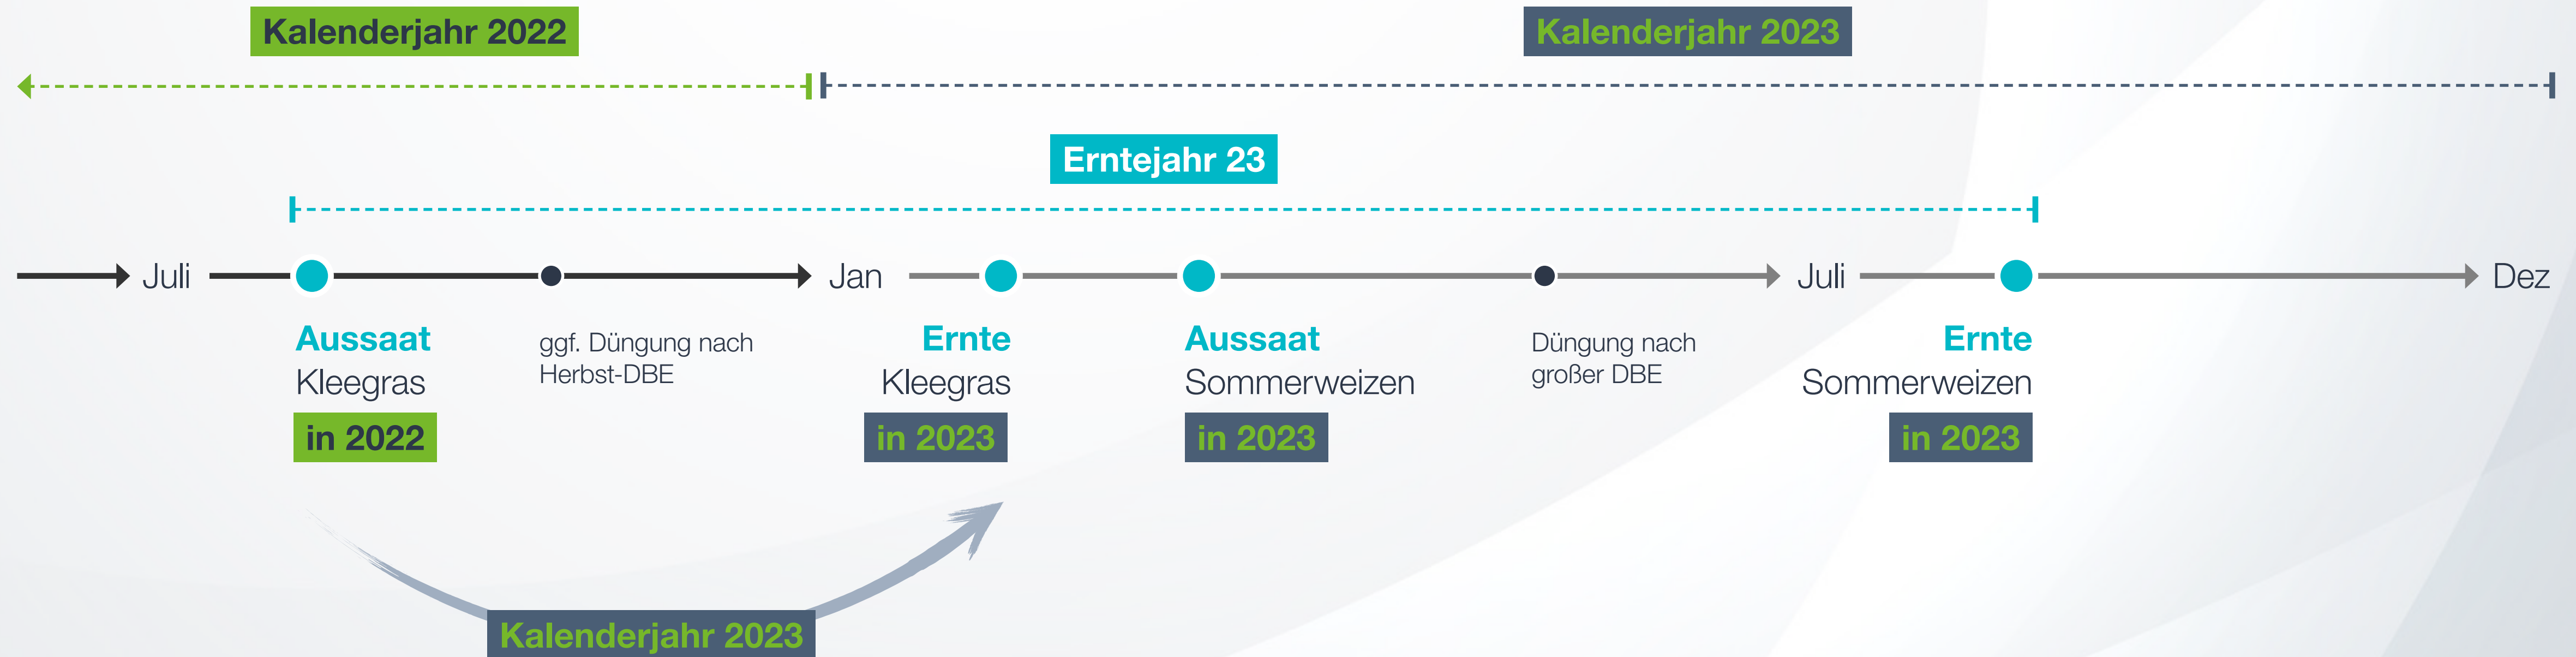 Kalenderjahr 2022
Kalenderjahr 2023
Erntejahr 23
Juli
Jan
Juli
Dez
Aussaat
Kleegras
in 2022
ggf. Düngung nach
Herbst-DBE
Ernte
Kleegras
in 2023
Aussaat
Sommerweizen
in 2023
Düngung nach
großer DBE
Ernte
Sommerweizen
in 2023
Kalenderjahr 2023